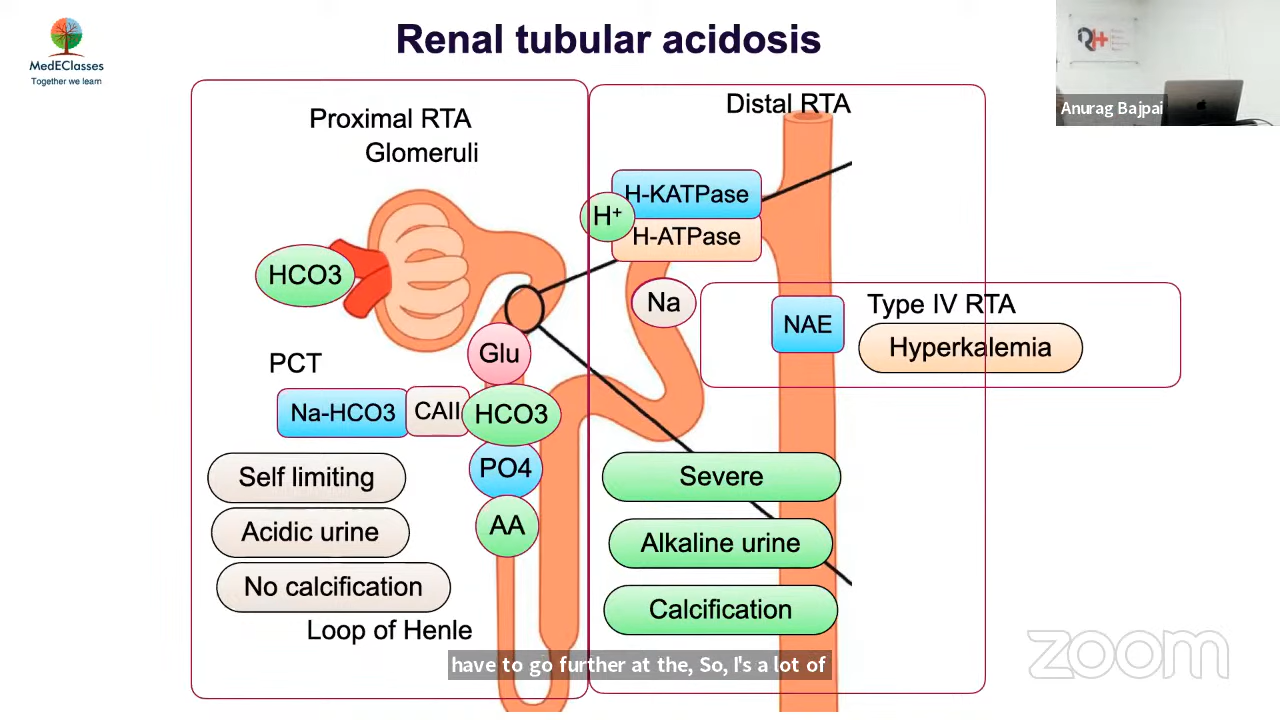 Renal tubular acidosis
MedEClasses
Together we learn
Anurag Bajpai
Proximal RTA
Glomeruli
HCO3
PCT
Na-HCO3
CAII
Glu
HCO3
PO4
AA
Self limiting
Acidic urine
No calcification
Loop of Henle
Distal RTA
H-KATPase
H+
H-ATPase
Na
NAE
Type IV RTA
Hyperkalemia
Severe
Alkaline urine
Calcification
have to go further at the, So, I's a lot of
zoom